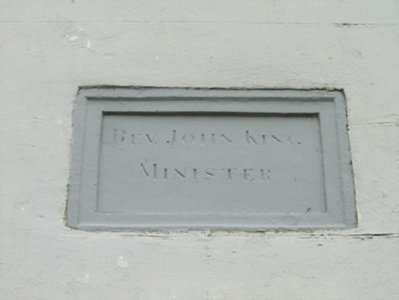 Rev. John King
Minister